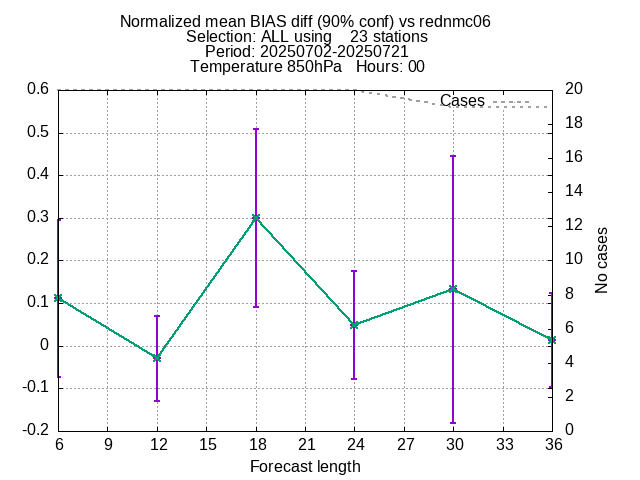 Normalized mean BIAS diff (90% conf) vs rednmc06
Selection: ALL using    23 stations
Period: 20250702-20250721
Temperature 850hPa   Hours: 00
Cases
0.6
0.5
0.4
0.3
0.2
0.1
0
-0.1
-0.2
20
18
16
14
12
10
8
6
4
2
0
No cases
6 9 12 15 18 21 24 27 30 33 36
Forecast length